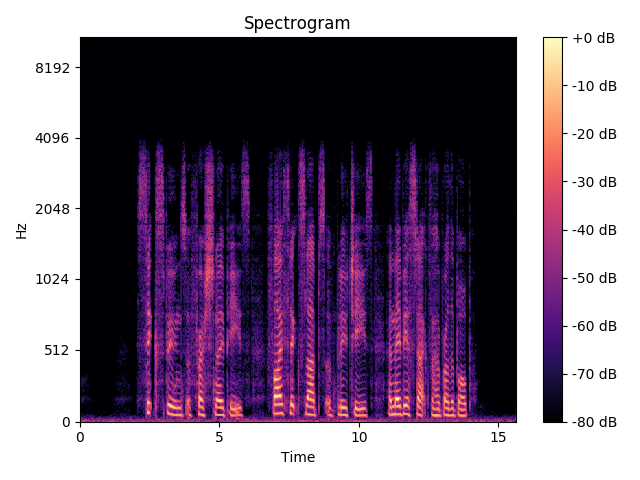 Spectrogram
8192
4096
2048
1024
512
0
Hz
0 5 10 15
Time
+0 dB
-10 dB
-20 dB
-30 dB
-40 dB
-50 dB
-60 dB
-70 dB
-80 dB